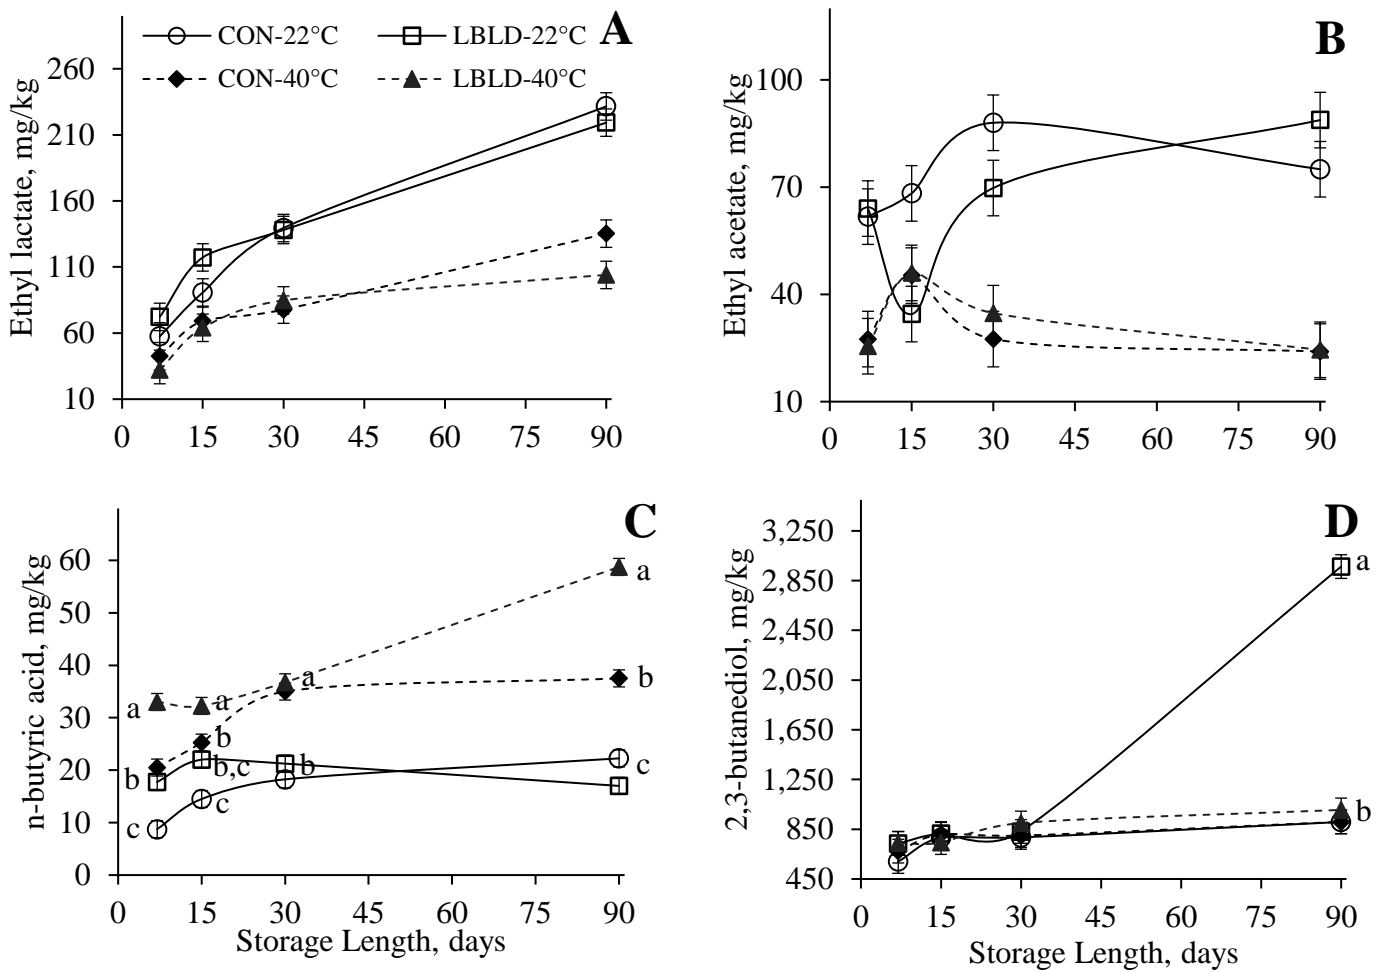 CON-22°C
LBLD-22°C
A
CON-40°C
LBLD-40°C
Ethyl lactate, mg/kg
260
210
160
110
60
10
0
15
30
45
60
75
90
B
Ethyl acetate, mg/kg
100
70
40
10
0
15
30
45
60
75
90
C
n-butyric acid, mg/kg
60
50
40
30
20
10
0
a
a
a
a
b
b
b
b,c
b
c
c
c
0
15
30
45
60
75
90
Storage Length, days
D
2,3-butanediol, mg/kg
3,250
2,850
2,450
2,050
1,650
1,250
850
450
a
b
0
15
30
45
60
75
90
Storage Length, days